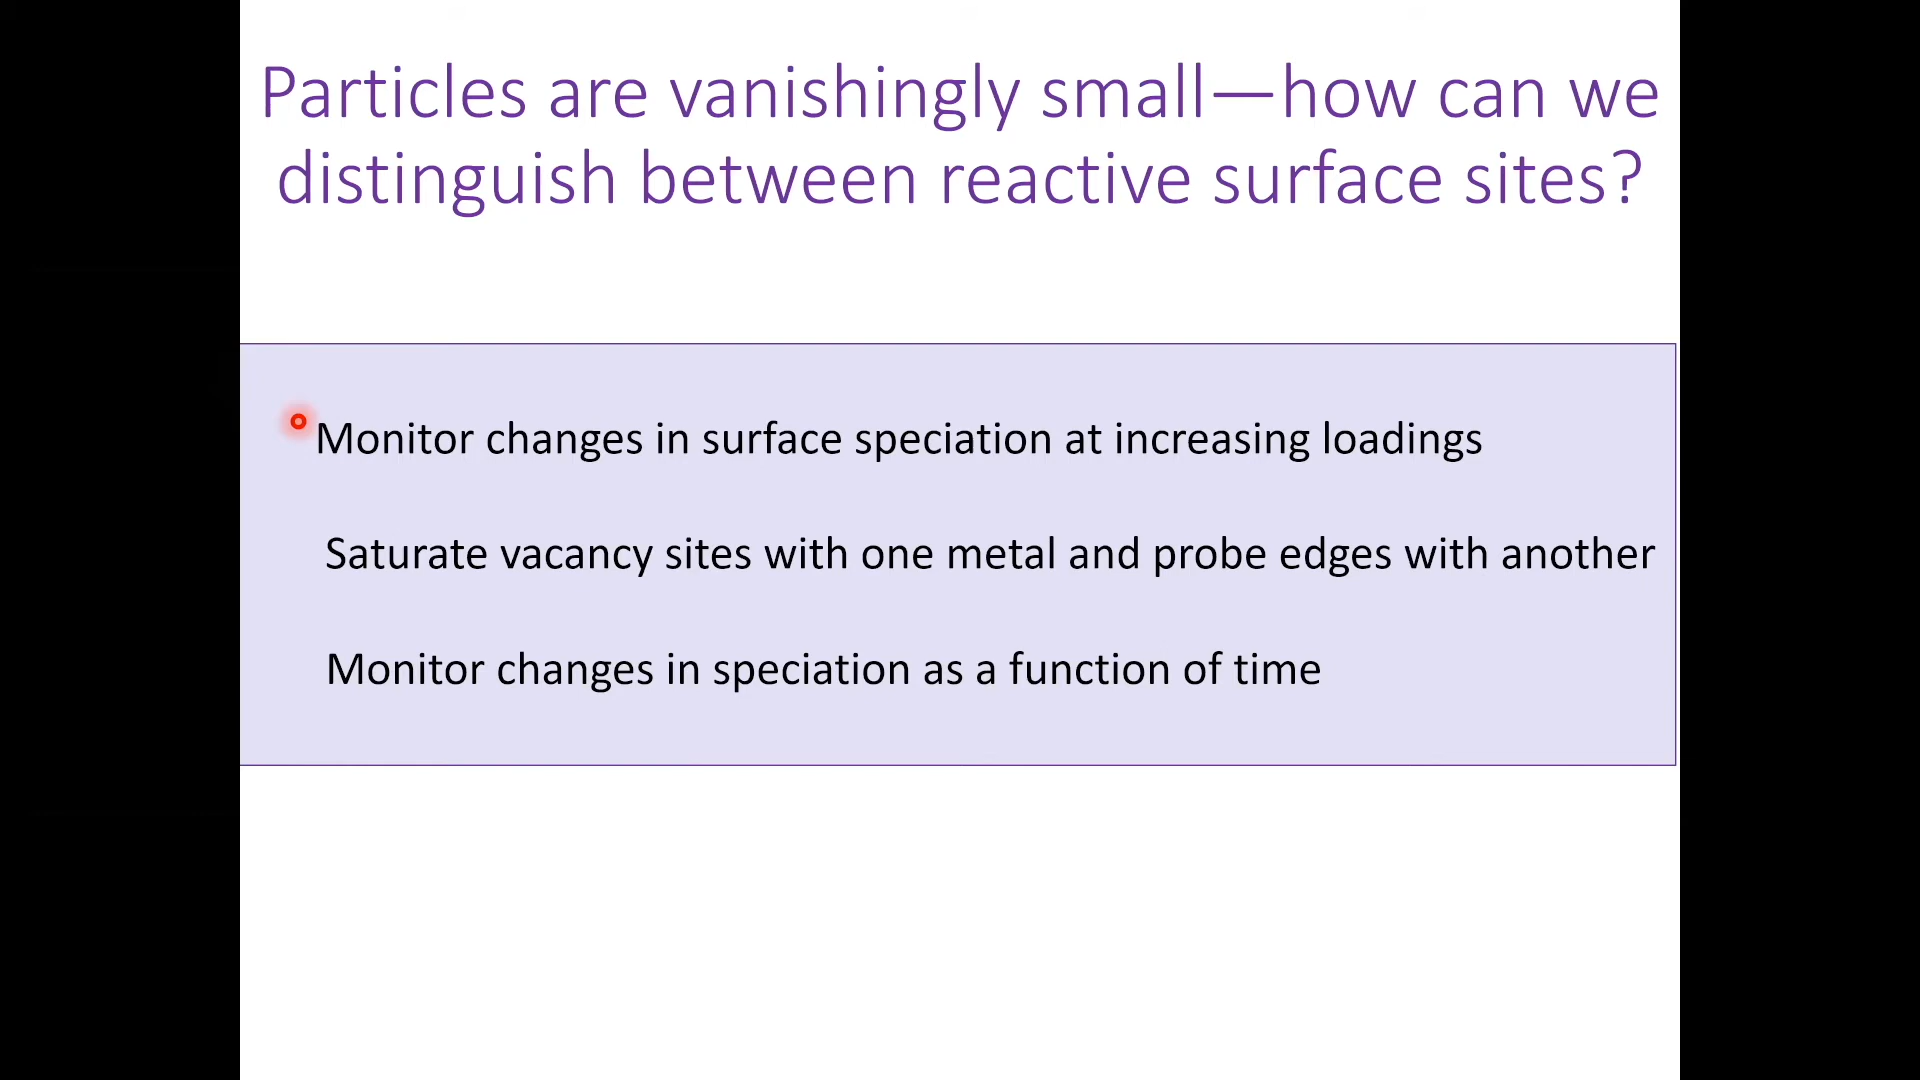 Particles are vanishingly small—how can we
distinguish between reactive surface sites?
Monitor changes in surface speciation at increasing loadings
Saturate vacancy sites with one metal and probe edges with another
Monitor changes in speciation as a function of time